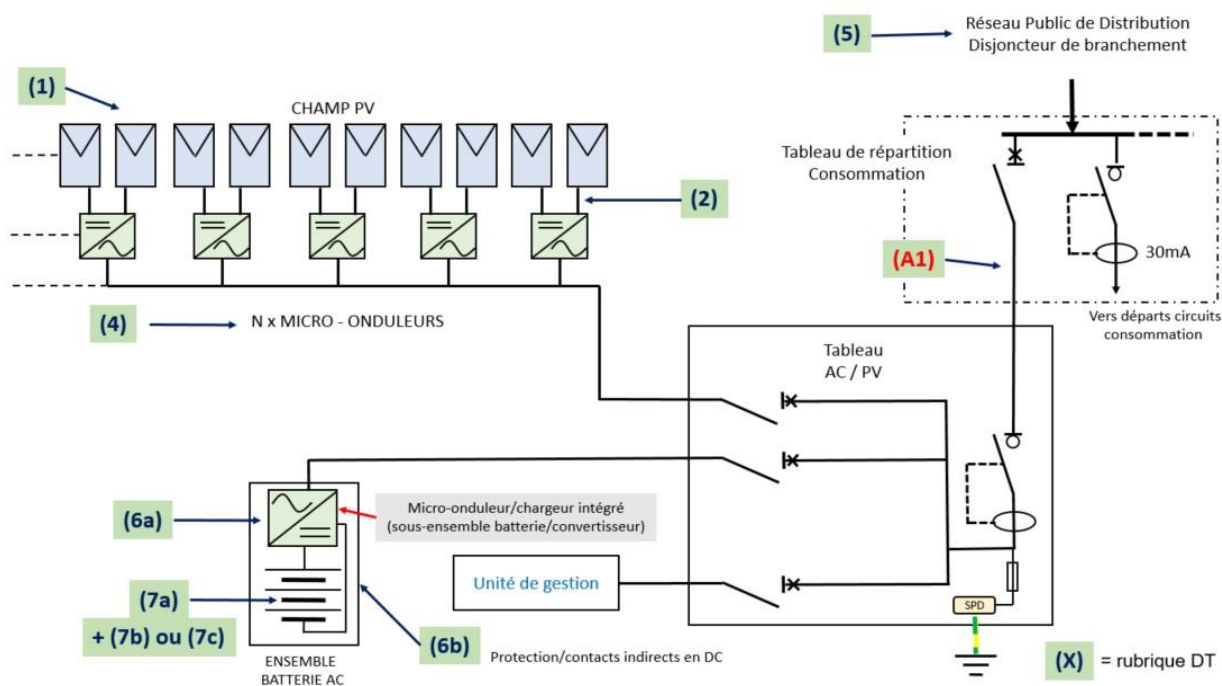 (5)
Réseau Public de Distribution
Disjoncteur de branchement
(1)
CHAMP PV
Tableau de répartition
Consommation
(2)
(A1)
30mA
(4)
N x MICRO - ONDULEURS
Vers départs circuits
consommation
Tableau
AC / PV
(6a)
Micro-onduleur/chargeur intégré
(sous-ensemble batterie/convertisseur)
Unité de gestion
(7a)
+ (7b) ou (7c)
SPD
(6b)
Protection/contacts indirects en DC
ENSEMBLE
BATTERIE AC
(X) = rubrique DT